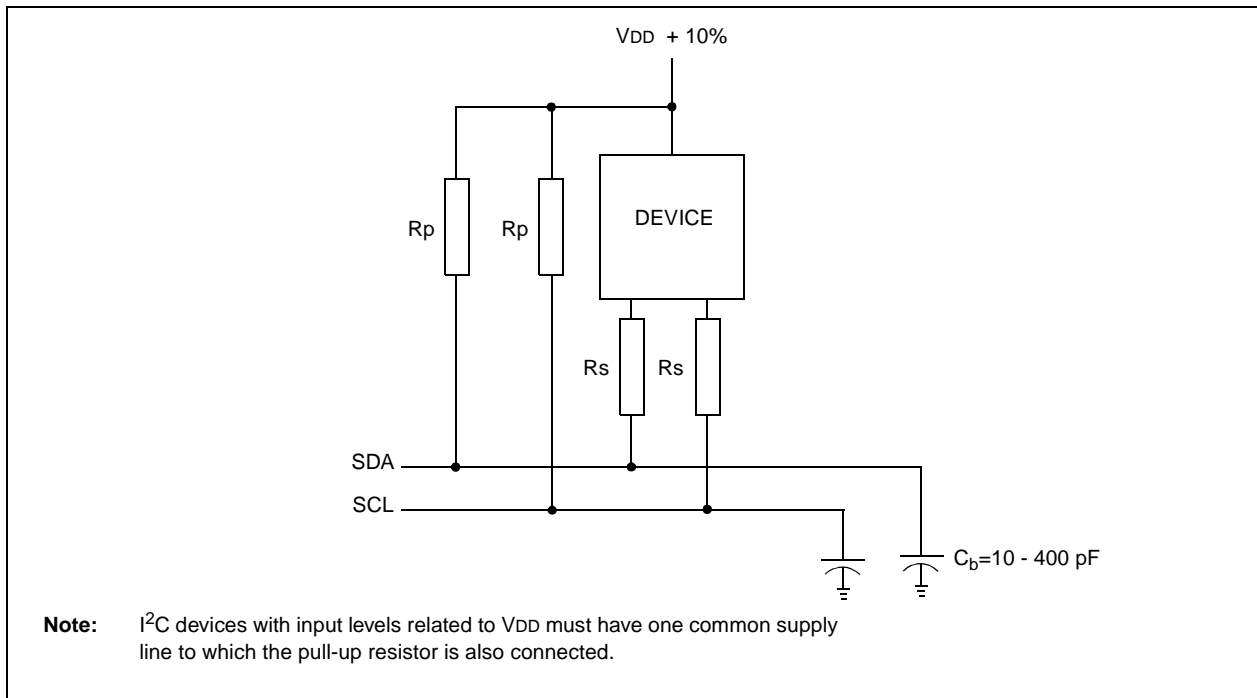 VDD + 10%
Rp
Rp
DEVICE
Rs
Rs
SDA
SCL
Cb=10 - 400 pF
Note: I2C devices with input levels related to VDD must have one common supply
line to which the pull-up resistor is also connected.